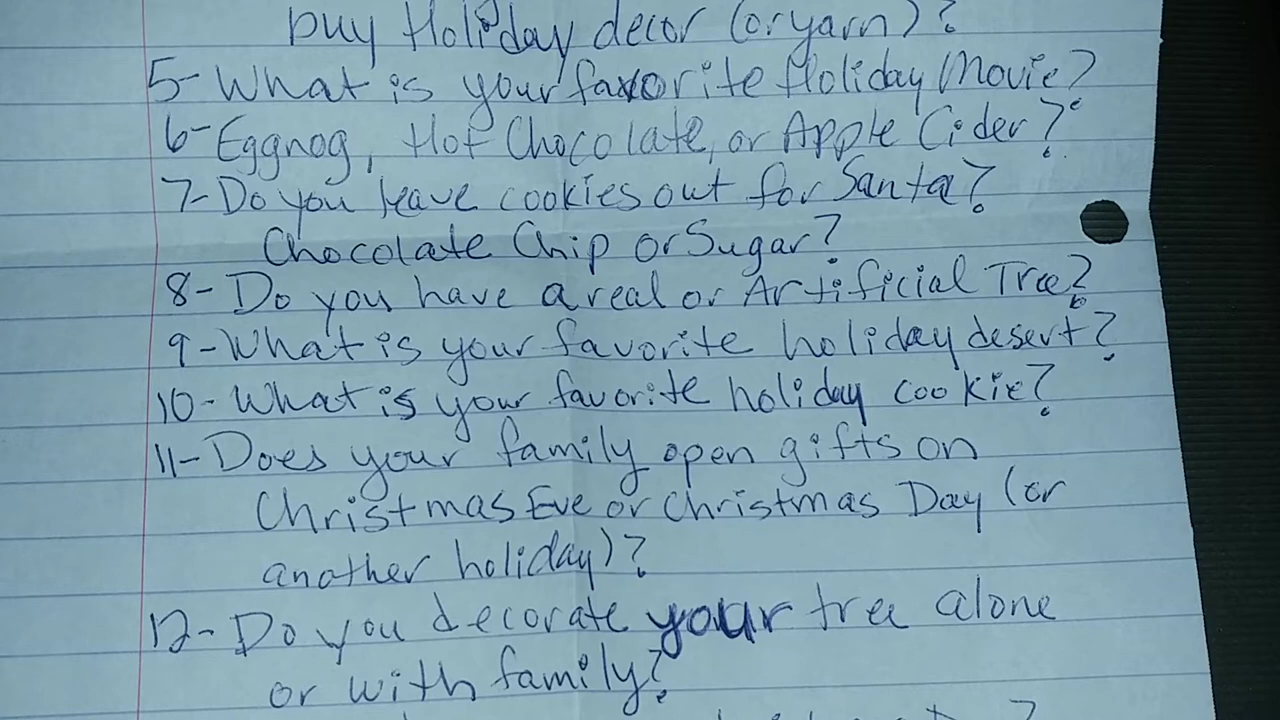 buy Holiday decor (or yarn)?
5- What is your favorite Holiday Movie?
6- Eggnog, Hot Chocolate, or Apple Cider?
7- Do you leave cookies out for Santa?
Chocolate Chip or Sugar?
8- Do you have a real or Artificial Tree?
9- What is your favorite holiday desert?
10- What is your favorite holiday cookie?
11- Does your family open gifts on
Christmas Eve or Christmas Day (or
another holiday)?
12- Do you decorate your tree alone
or with family?